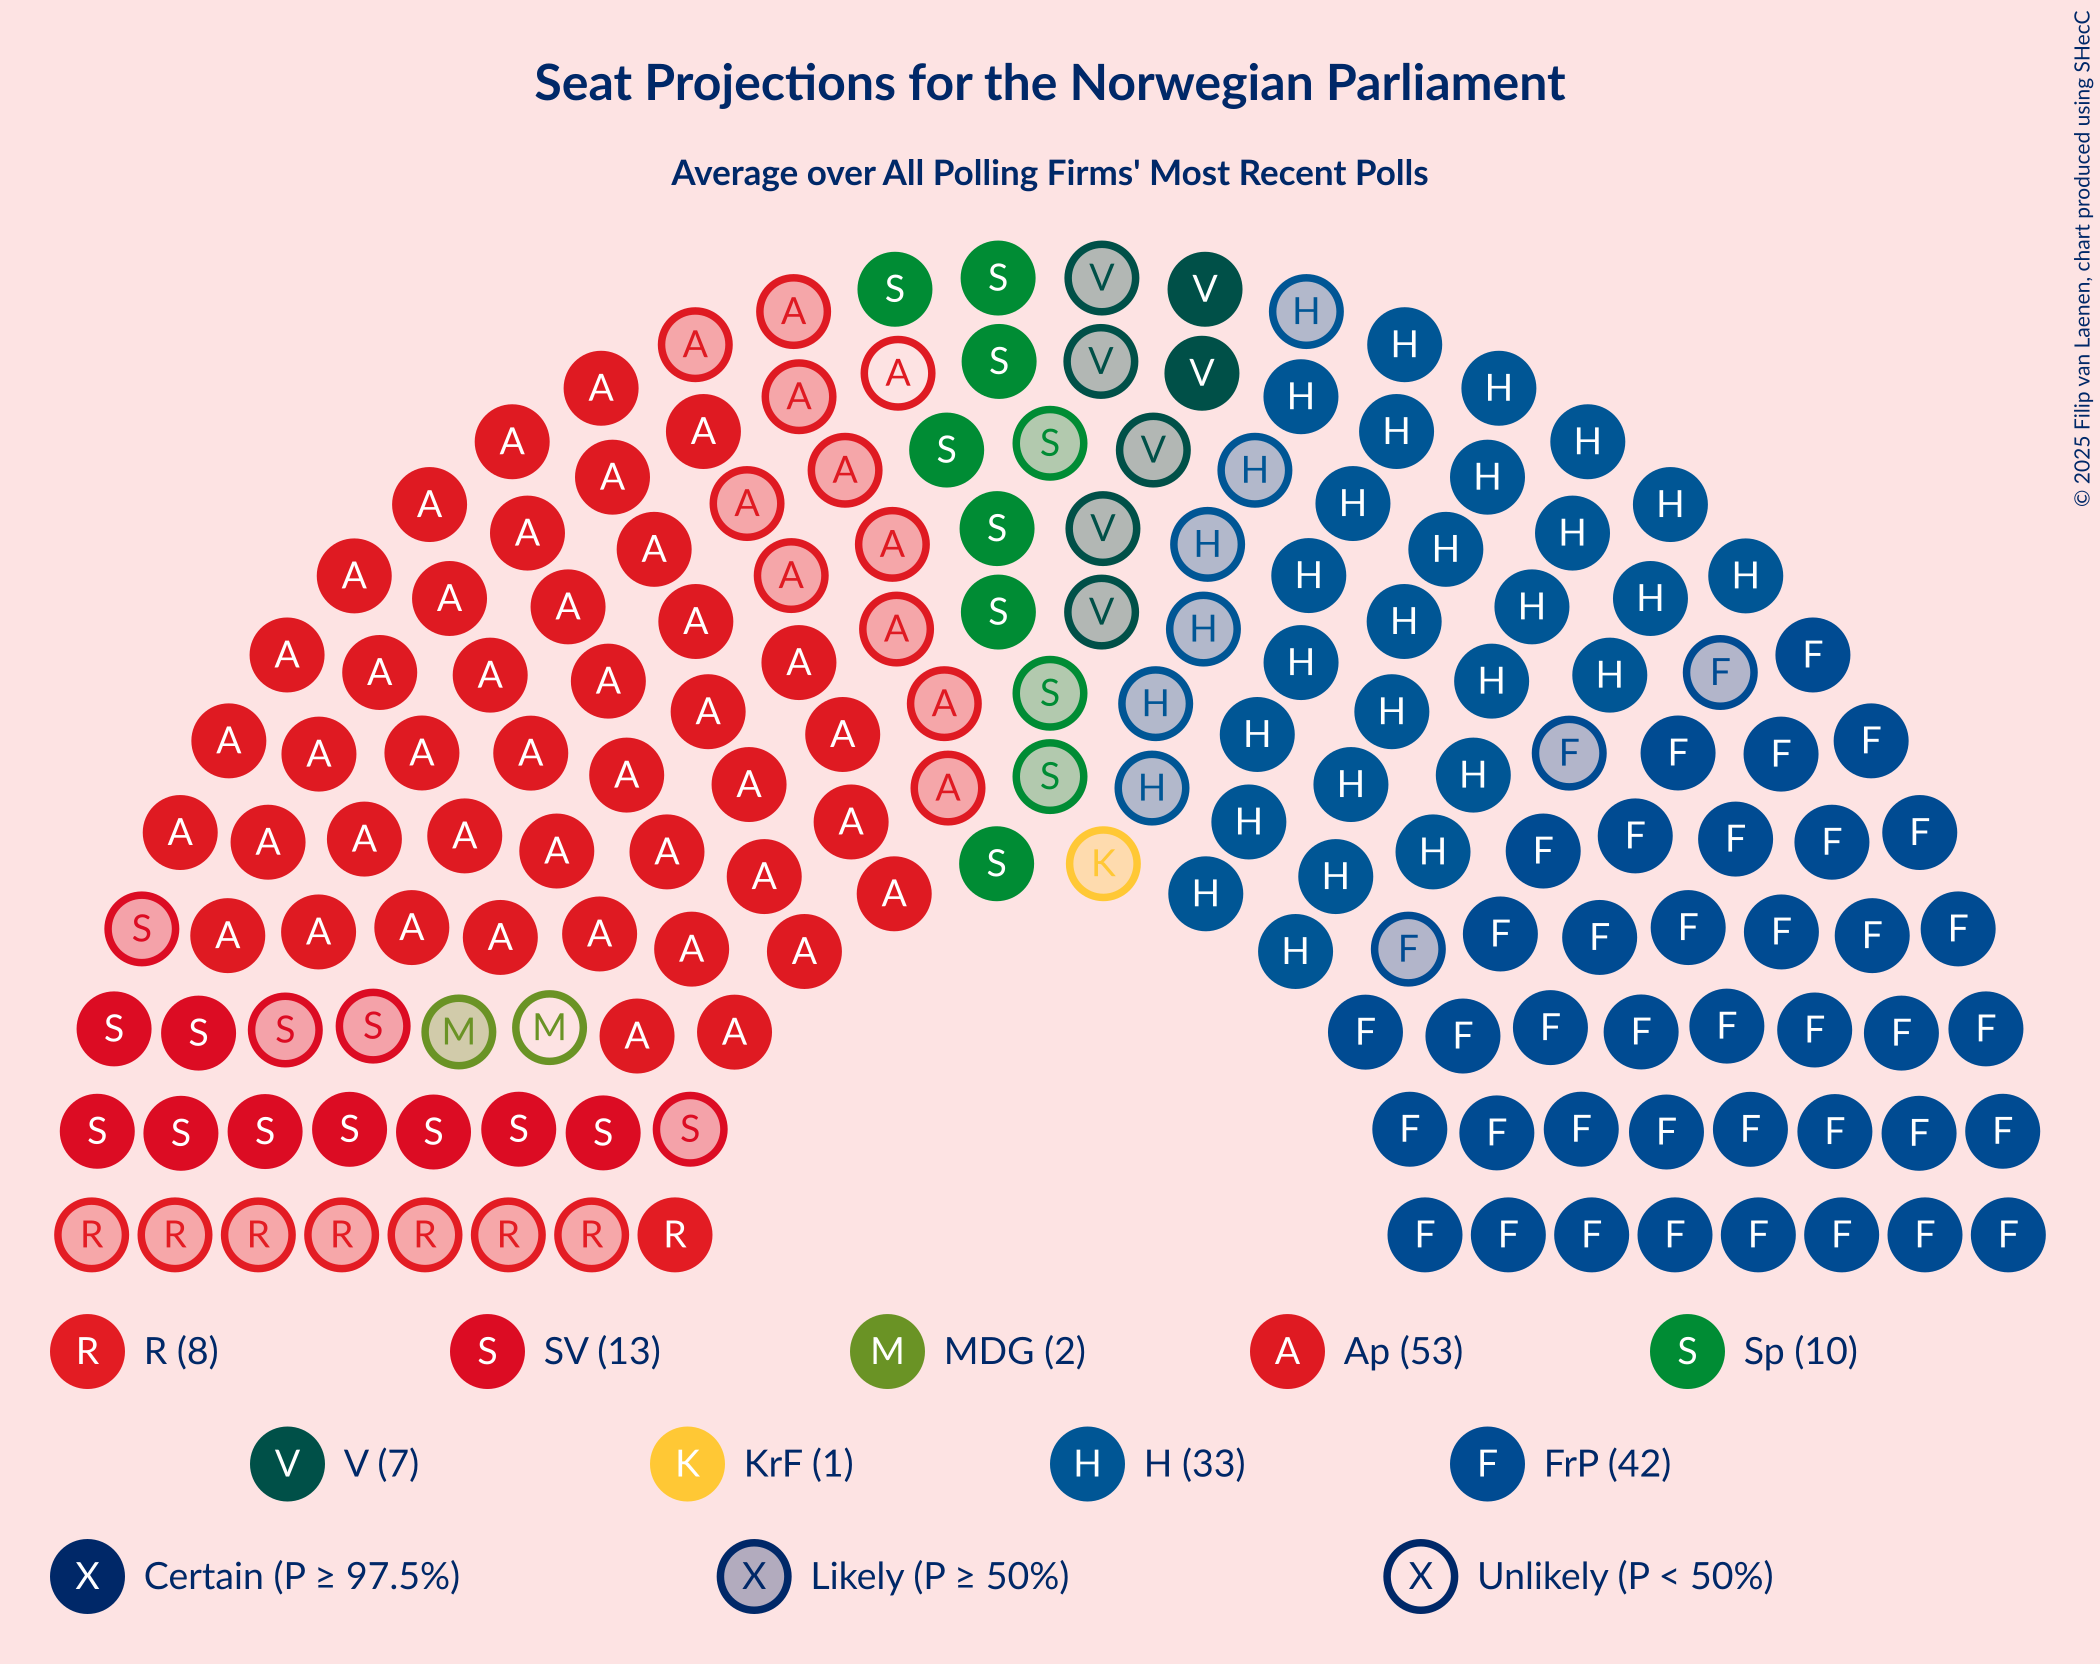 Seat Projections for the Norwegian Parliament
Average over All Polling Firms' Most Recent Polls
© 2025 Filip van Laenen, chart produced using SHecC
S S V V H
A A H H
A A S V V H H H
A A S S V H H H H
A A A A S V H H H H H
A A A A A S V H H H H H
A A A A A S H H H H F F
A A A A A A A A S H H H H H F F F F
A A A A A A A A S K H H H F F F F F
S A A A A A A A A H H F F F F F F F
S S S S M M A A F F F F F F F F
S S S S S S S S F F F F F F F F
R R R R R R R R F F F F F F F F
R R (8) S SV (13) M MDG (2) A Ap (53) S Sp (10)
V V (7) K KrF (1) H H (33) F FrP (42)
X Certain (P ≥ 97.5%) X Likely (P ≥ 50%) X Unlikely (P < 50%)